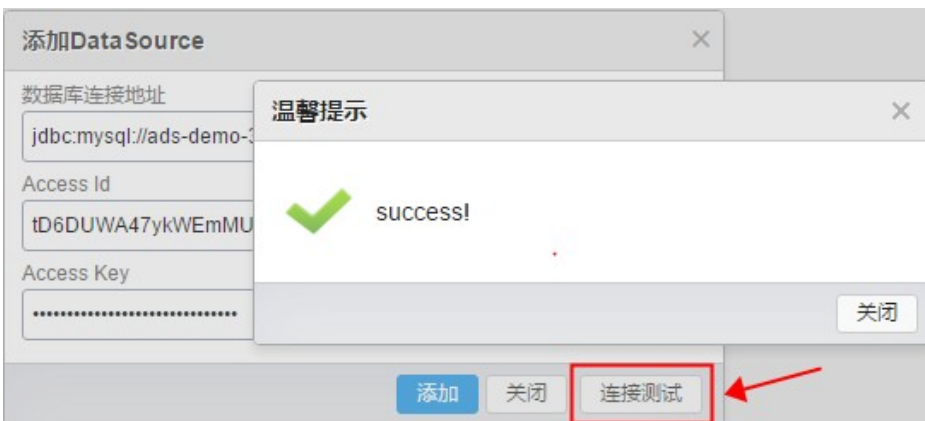 添加DataSource
数据库连接地址
jdbc:mysql://ads-demo-3
Access Id
tD6DUWA47ykWEmMU
Access Key
••••••••••••••••••••••••••••••
添加
关闭
连接测试
温馨提示
success!
关闭